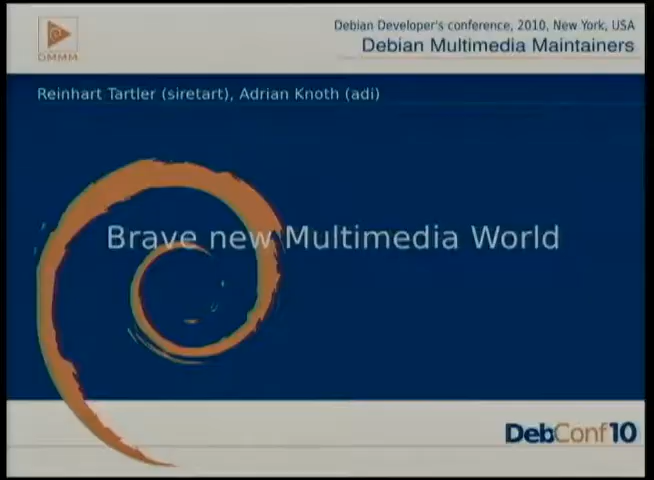 Debian Developer's conference, 2010, New York, USA
DMMM
Debian Multimedia Maintainers
Reinhart Tartler (siretart), Adrian Knoth (adi)
Brave new Multimedia World
DebConf10